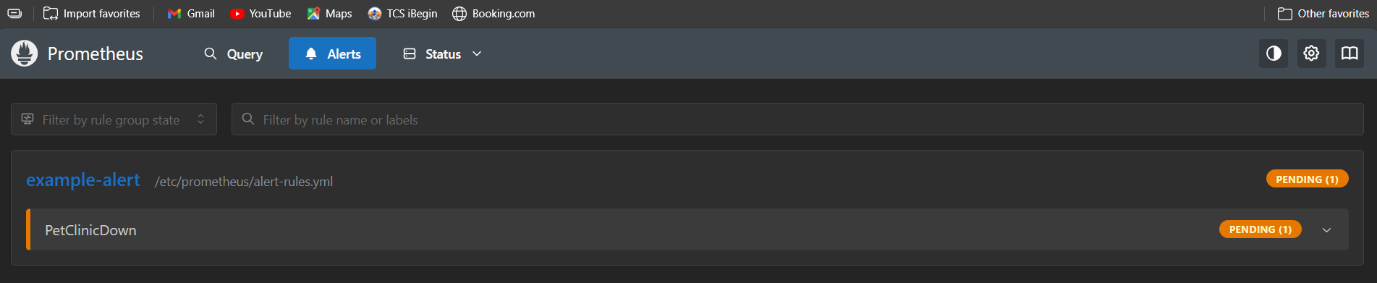 Import favorites Gmail YouTube Maps TCS iBegin Booking.com Other favorites
Prometheus Query Alerts Status
Filter by rule group state Filter by rule name or labels
example-alert /etc/prometheus/alert-rules.yml PENDING (1)
PetClinicDown PENDING (1)